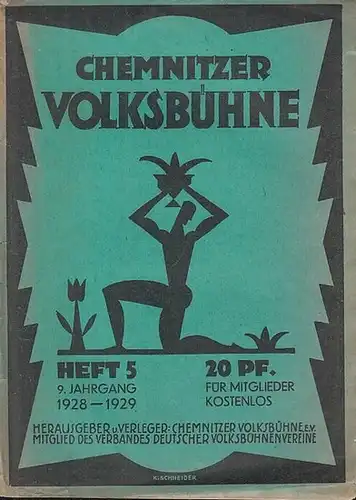 CHEMNITZER
VOLKSBÜHNE
HEFT 5
9. JAHRGANG
1928-1929
20 PF.
FÜR MITGLIEDER
KOSTENLOS
HERAUSGEBER u. VERLEGER: CHEMNITZER VOLKSBÜHNE E.V.
MITGLIED DES VERBANDES DEUTSCHER VOLKSBÜHNENVEREINE
K. SCHNEIDER